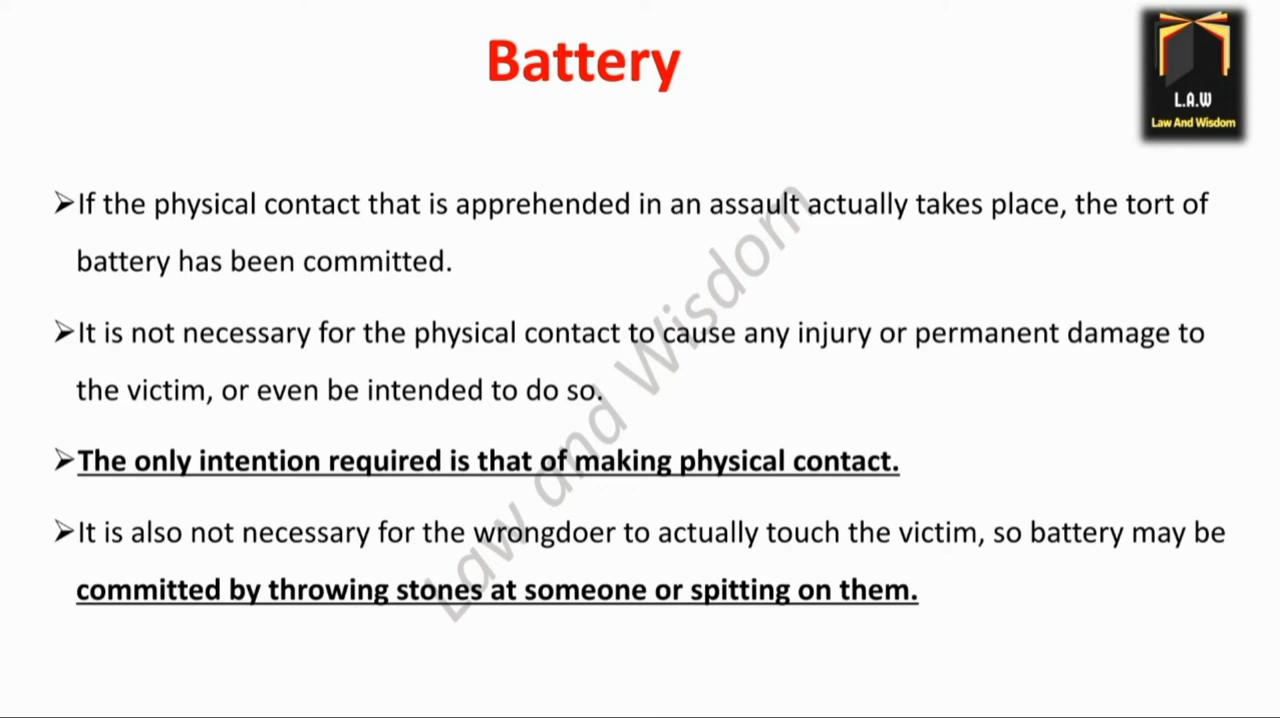 Battery
L.A.W
Law And Wisdom
➤If the physical contact that is apprehended in an assault actually takes place, the tort of
battery has been committed.
➤It is not necessary for the physical contact to cause any injury or permanent damage to
the victim, or even be intended to do so.
➤The only intention required is that of making physical contact.
➤It is also not necessary for the wrongdoer to actually touch the victim, so battery may be
committed by throwing stones at someone or spitting on them.
Law and Wisdom